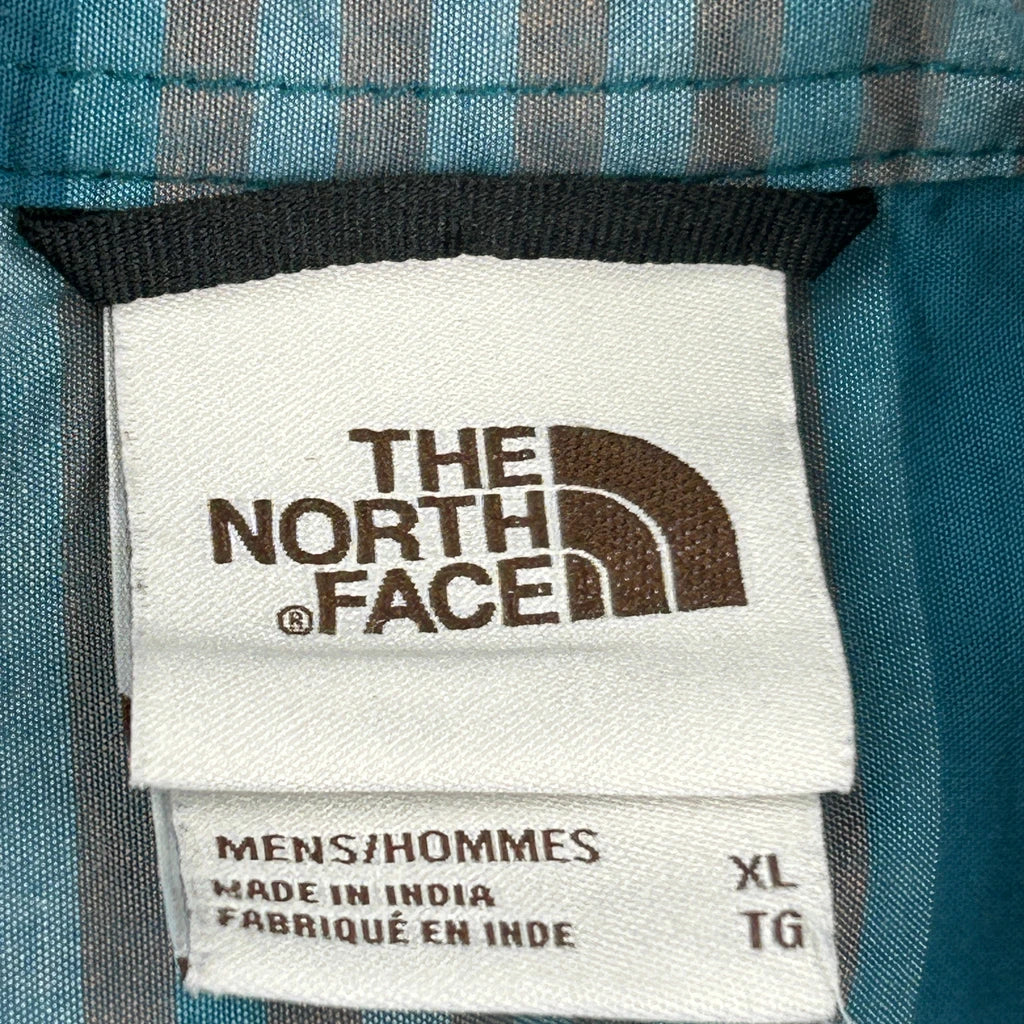 THE
NORTH
® FACE
MENS/HOMMES XL
MADE IN INDIA
FABRIQUÉ EN INDE TG